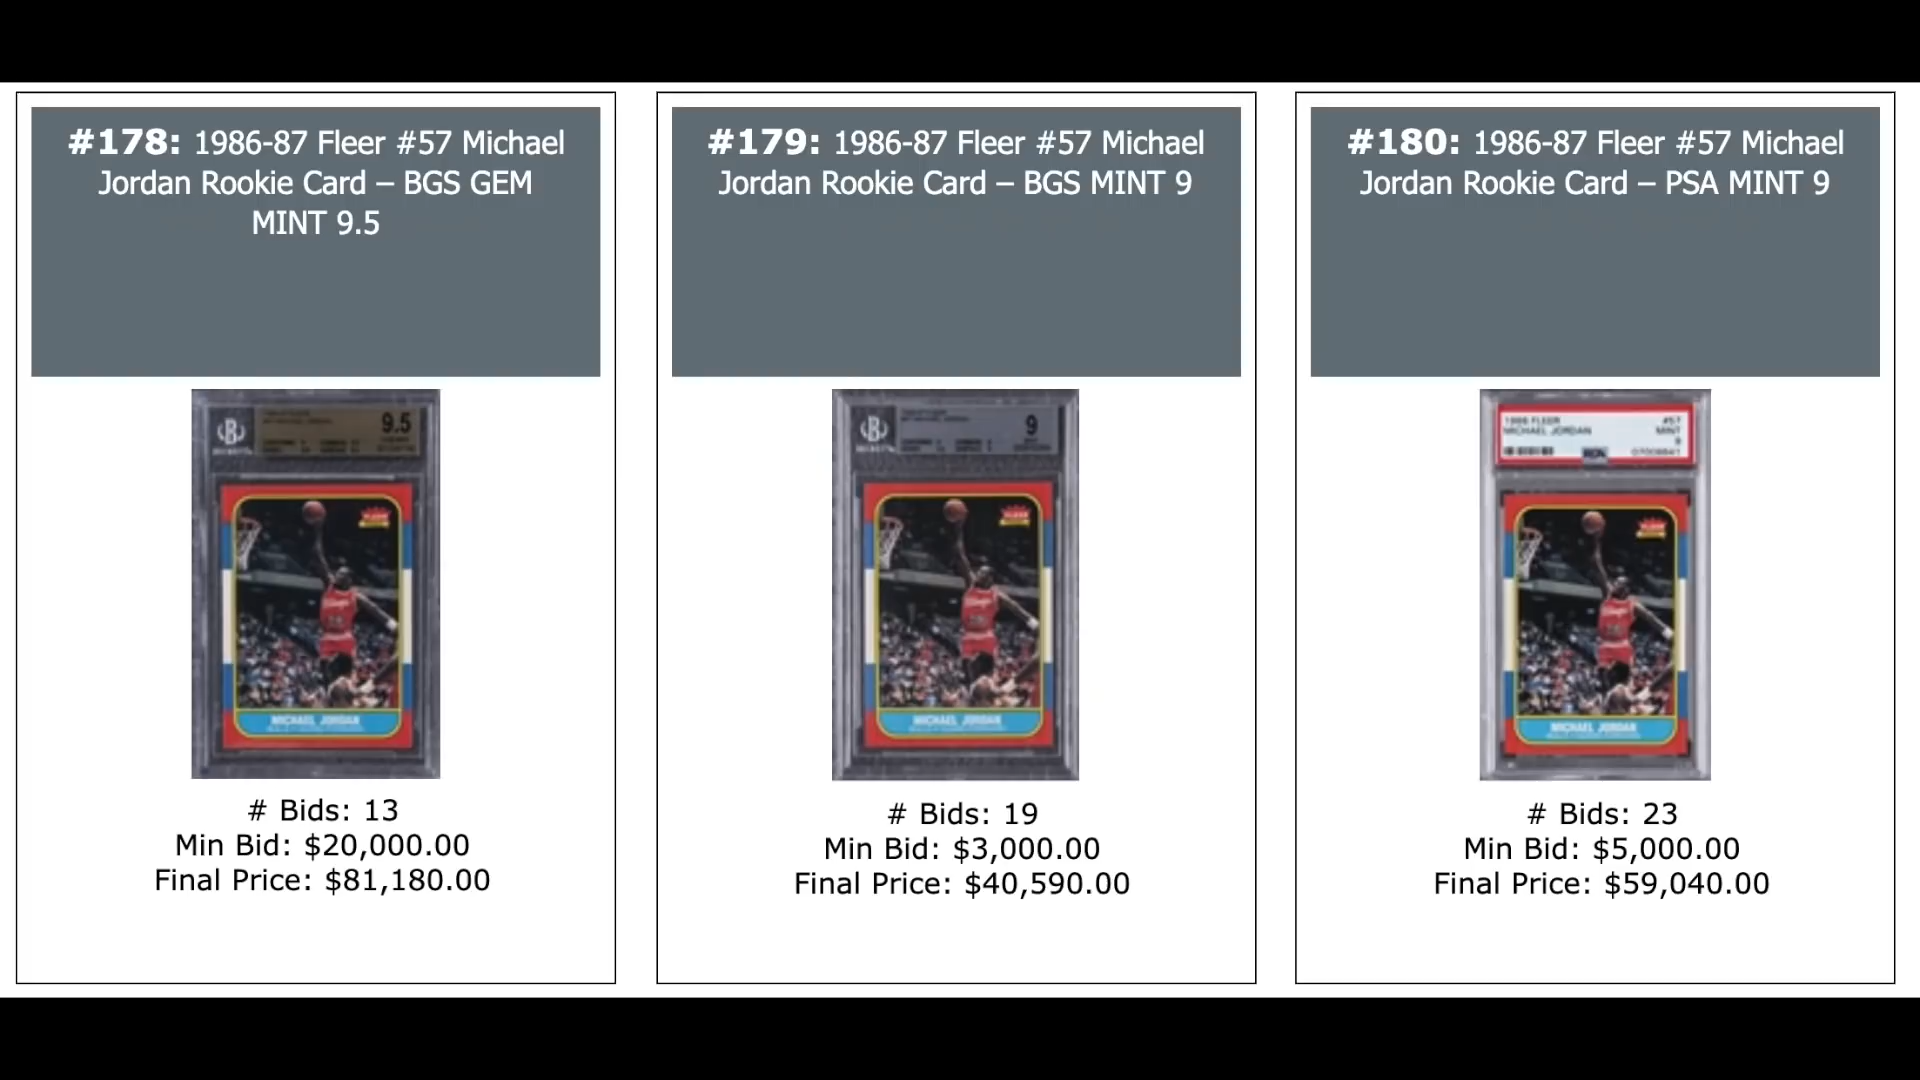 #178: 1986-87 Fleer #57 Michael
Jordan Rookie Card – BGS GEM
MINT 9.5
9.5
MICHAEL JORDAN
# Bids: 13
Min Bid: $20,000.00
Final Price: $81,180.00
#179: 1986-87 Fleer #57 Michael
Jordan Rookie Card – BGS MINT 9
9
MICHAEL JORDAN
# Bids: 19
Min Bid: $3,000.00
Final Price: $40,590.00
#180: 1986-87 Fleer #57 Michael
Jordan Rookie Card – PSA MINT 9
1986 FLEER #57
MICHAEL JORDAN MINT
9
MICHAEL JORDAN
# Bids: 23
Min Bid: $5,000.00
Final Price: $59,040.00